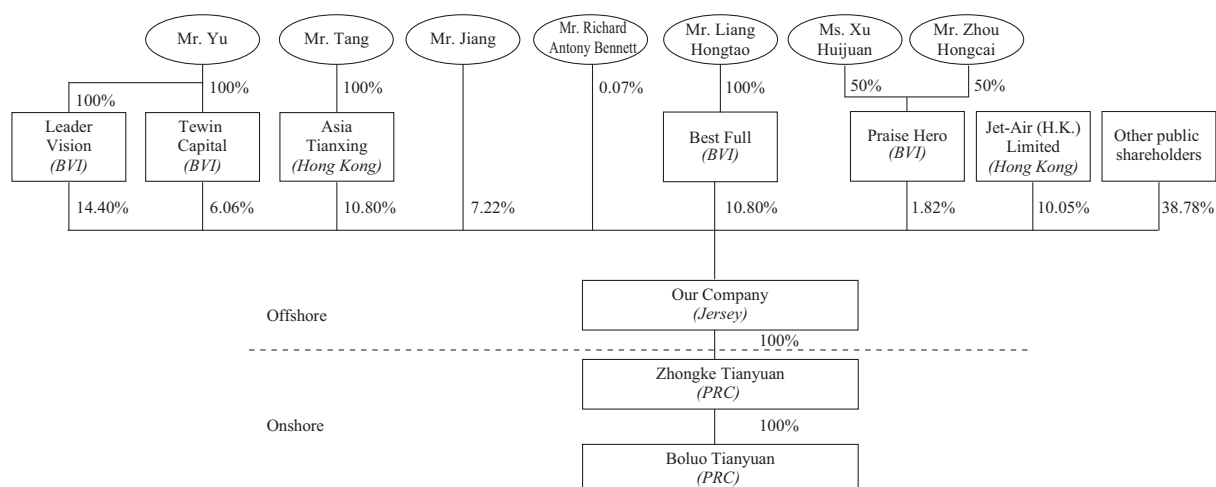 Mr. Yu
Mr. Tang
Mr. Jiang
Mr. Richard
Antony Bennett
Mr. Liang
Hongtao
Ms. Xu
Huijuan
Mr. Zhou
Hongcai
100%
100%
100%
0.07%
100%
50%
50%
Leader
Vision
(BVI)
Tewin
Capital
(BVI)
Asia
Tianxing
(Hong Kong)
Best Full
(BVI)
Praise Hero
(BVI)
Jet-Air (H.K.)
Limited
(Hong Kong)
Other public
shareholders
14.40%
6.06%
10.80%
7.22%
10.80%
1.82%
10.05%
38.78%
Our Company
(Jersey)
Offshore
100%
Zhongke Tianyuan
(PRC)
Onshore
100%
Boluo Tianyuan
(PRC)